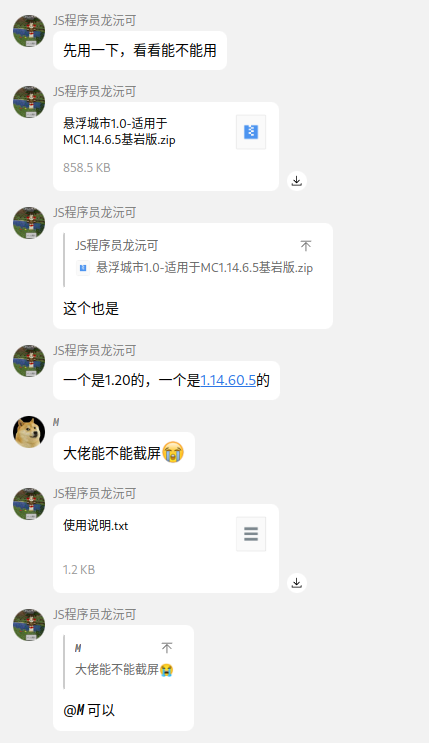 JS程序员龙沅可
先用一下，看看能不能用
JS程序员龙沅可
悬浮城市1.0-适用于
MC1.14.6.5基岩版.zip
858.5 KB
JS程序员龙沅可
JS程序员龙沅可
悬浮城市1.0-适用于MC1.14.6.5基岩版.zip
这个也是
JS程序员龙沅可
一个是1.20的，一个是1.14.60.5的
M
大佬能不能截屏😭
JS程序员龙沅可
使用说明.txt
1.2 KB
JS程序员龙沅可
M
大佬能不能截屏😭
@M 可以